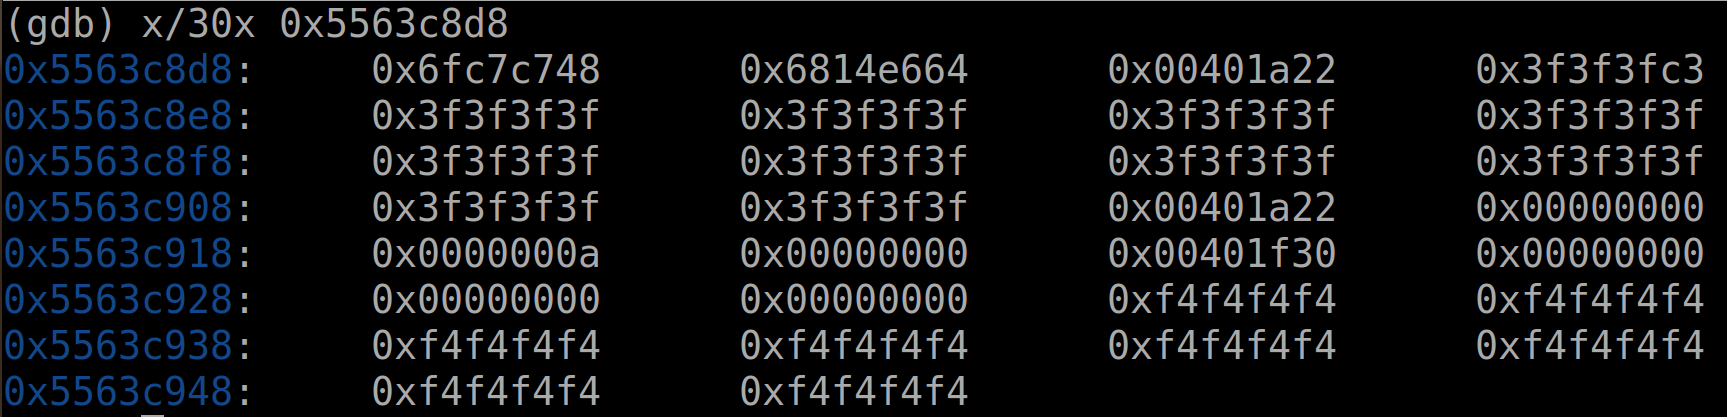 (gdb) x/30x 0x5563c8d8
0x5563c8d8: 0x6fc7c748 0x6814e664 0x00401a22 0x3f3f3fc3
0x5563c8e8: 0x3f3f3f3f 0x3f3f3f3f 0x3f3f3f3f 0x3f3f3f3f
0x5563c8f8: 0x3f3f3f3f 0x3f3f3f3f 0x3f3f3f3f 0x3f3f3f3f
0x5563c908: 0x3f3f3f3f 0x3f3f3f3f 0x00401a22 0x00000000
0x5563c918: 0x0000000a 0x00000000 0x00401f30 0x00000000
0x5563c928: 0x00000000 0x00000000 0xf4f4f4f4 0xf4f4f4f4
0x5563c938: 0xf4f4f4f4 0xf4f4f4f4 0xf4f4f4f4 0xf4f4f4f4
0x5563c948: 0xf4f4f4f4 0xf4f4f4f4